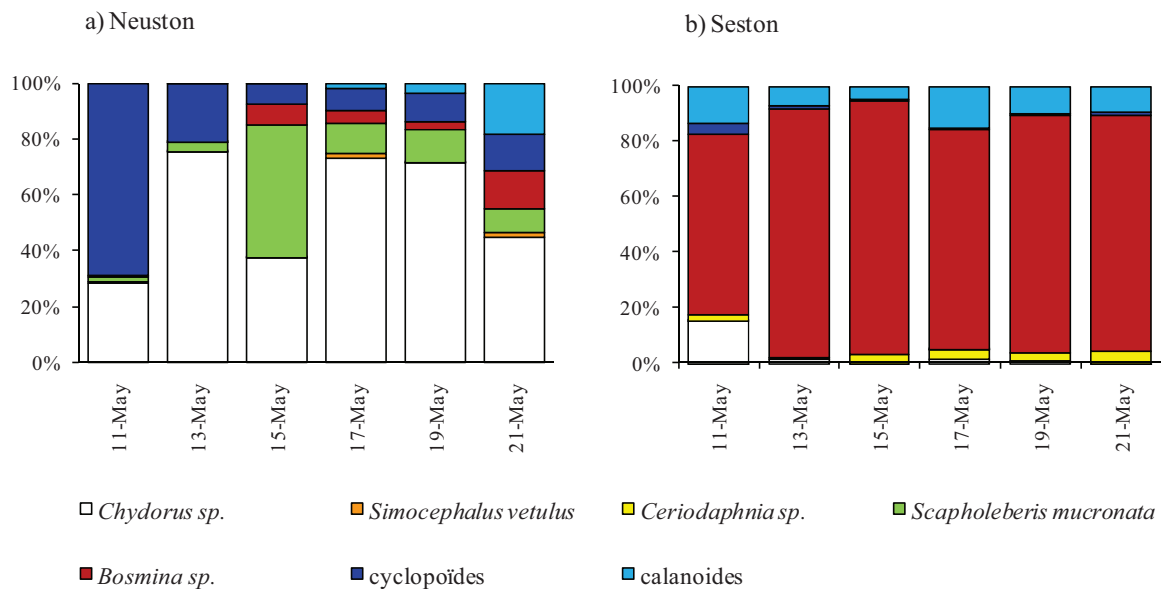 a) Neuston
b) Seston
100%
80%
60%
40%
20%
0%
11-May
13-May
15-May
17-May
19-May
21-May
100%
80%
60%
40%
20%
0%
11-May
13-May
15-May
17-May
19-May
21-May
Chydorus sp.
Simocephalus vetulus
Ceriodaphnia sp.
Scapholeberis mucronata
Bosmina sp.
cyclopoïdes
calanoides